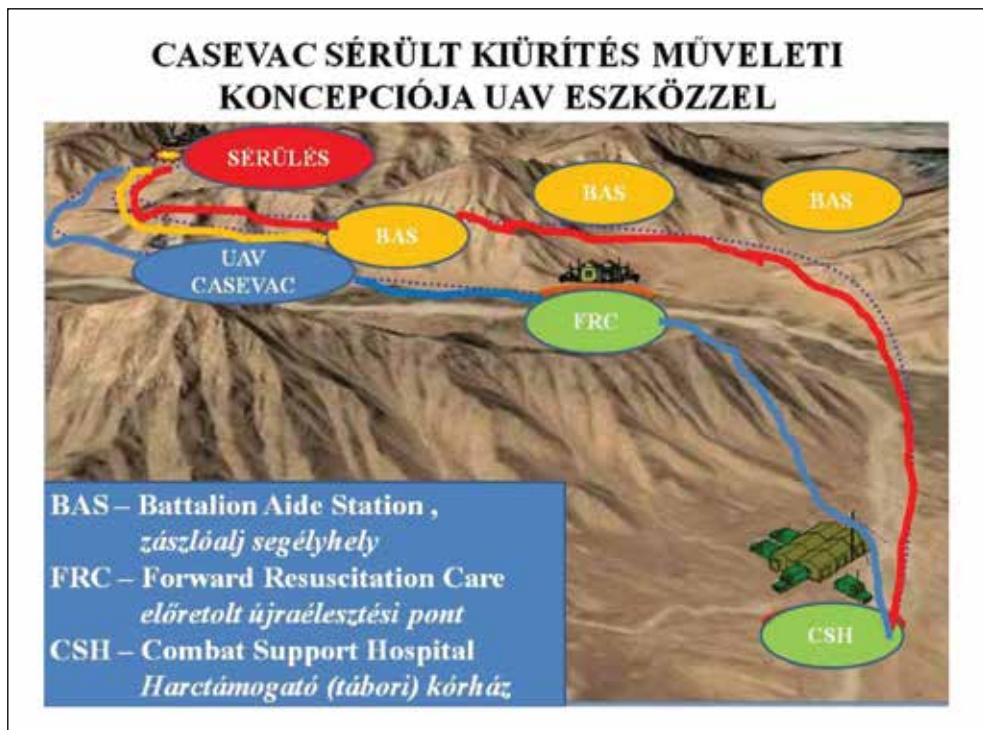 CASEVAC SÉRÜLT KIÜRÍTÉS MŰVELETI
KONCEPCIÓJA UAV ESZKÖZZEL
SÉRÜLÉS
BAS
BAS
BAS
UAV
CASEVAC
FRC
BAS – Battalion Aide Station ,
zászlóalj segélyhely
FRC – Forward Resuscitation Care
előretolt újraélesztési pont
CSH – Combat Support Hospital
Harctámogató (tábori) kórház
CSH